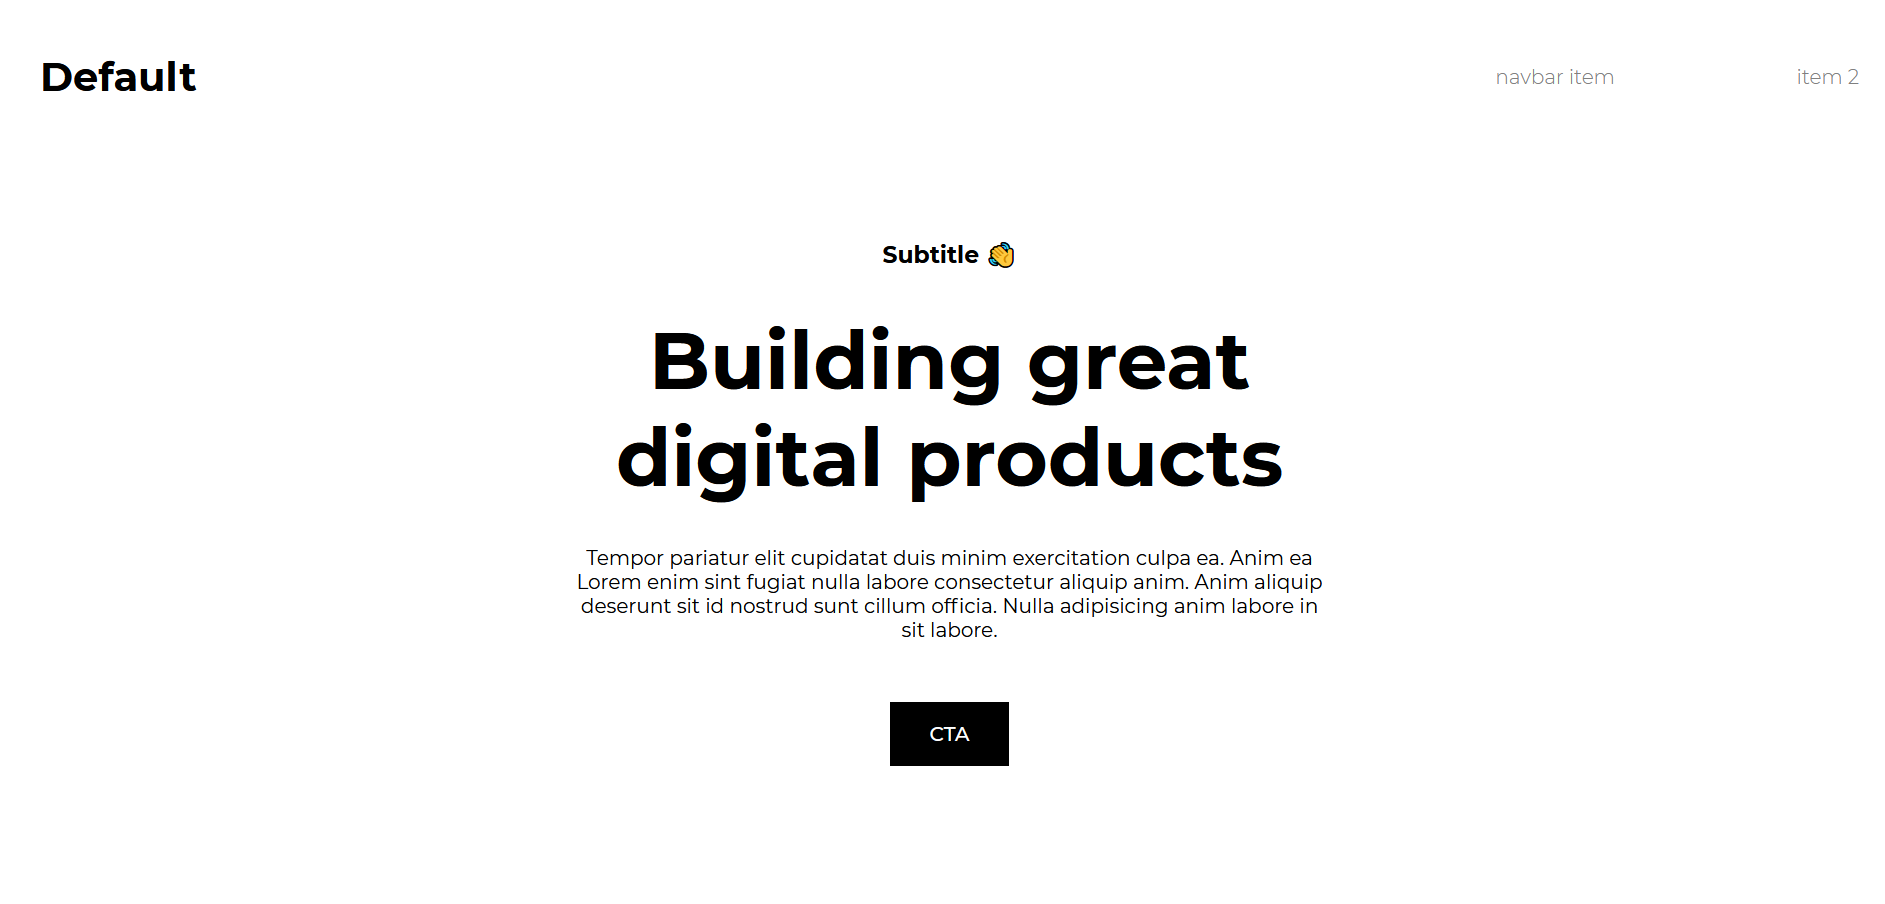 Default
navbar item
item 2
Subtitle 👏
Building great
digital products
Tempor pariatur elit cupidatat duis minim exercitation culpa ea. Anim ea
Lorem enim sint fugiat nulla labore consectetur aliquip anim. Anim aliquip
deserunt sit id nostrud sunt cillum officia. Nulla adipisicing anim labore in
sit labore.
CTA